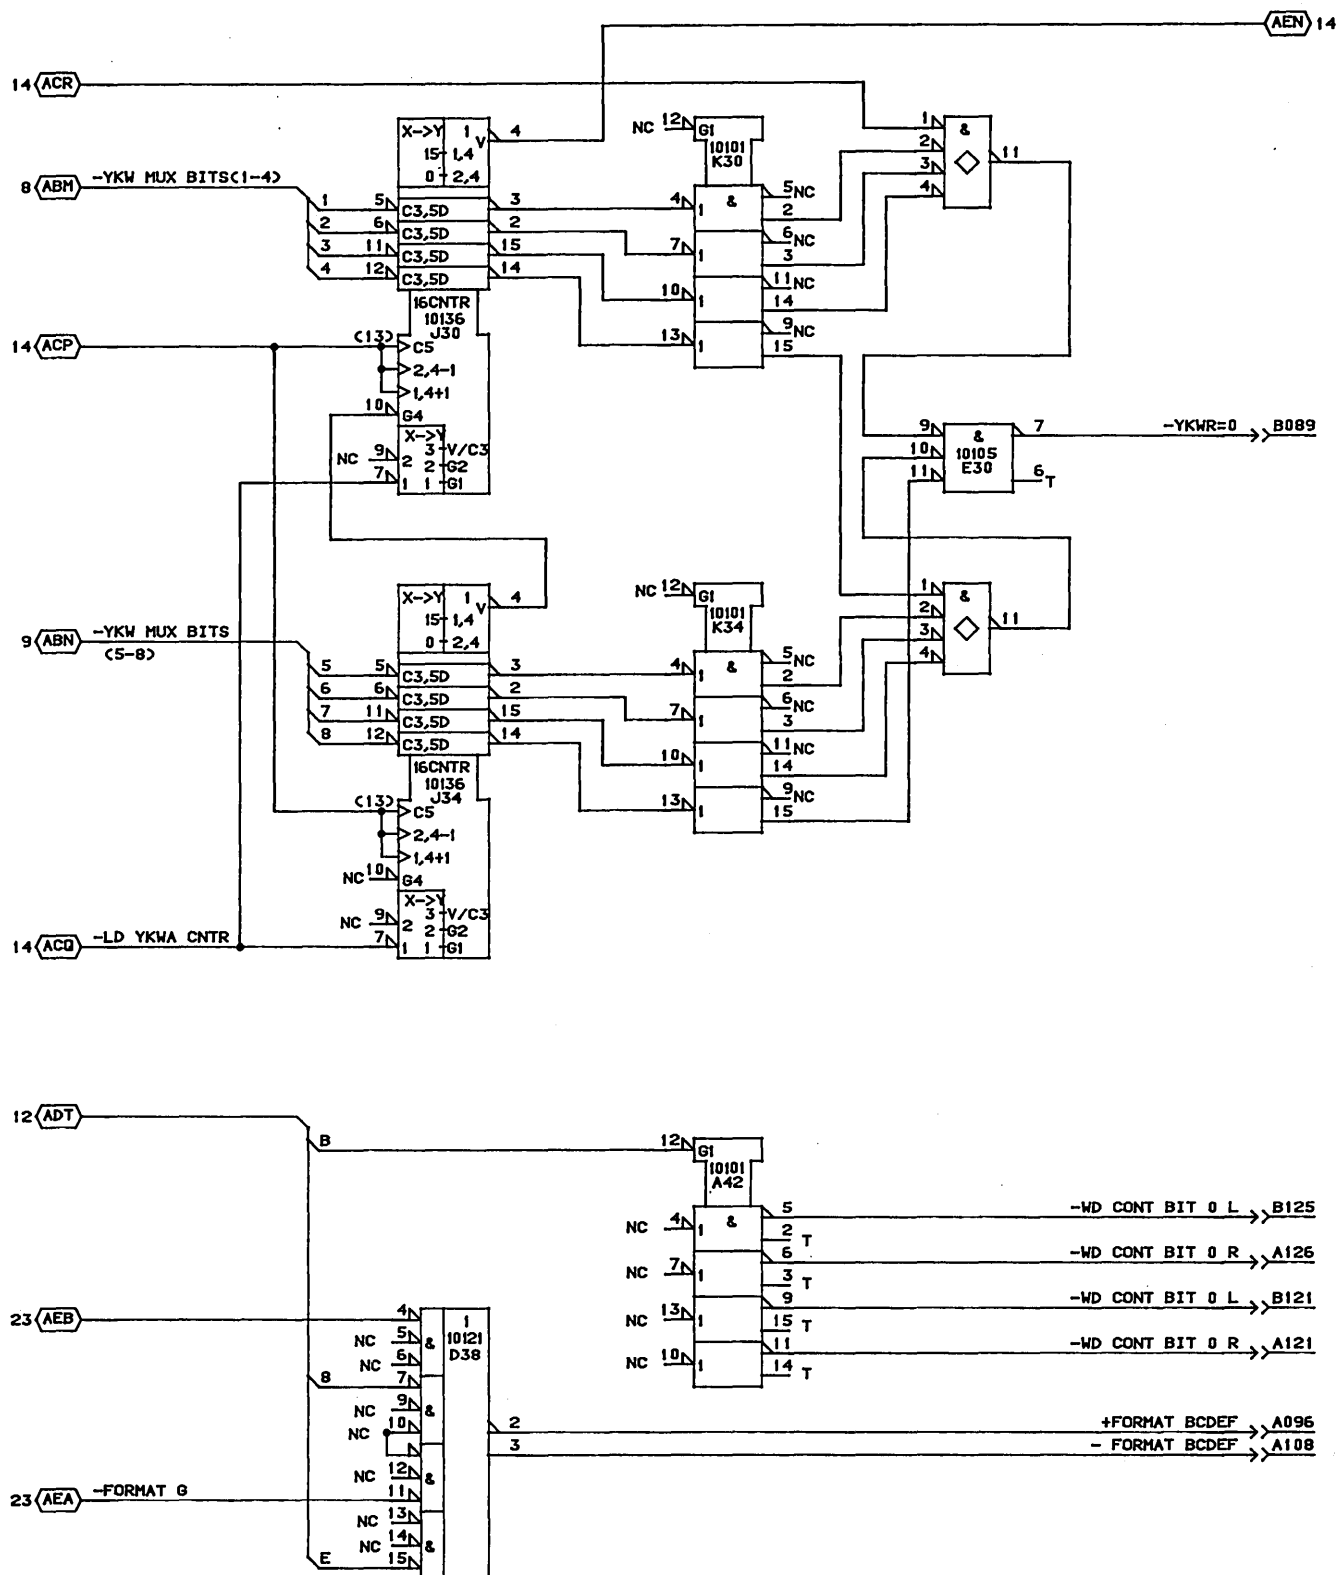 AEN 14
14 ACR
X->Y 1 V 4
15 1,4
0 2,4
NC 12 G1
10101
K30
1 &
2
3
4
11
8 ABM -YKW MUX BITS(1-4)
1 5 C3,5D 3
2 6 C3,5D 2
3 11 C3,5D 15
4 12 C3,5D 14
4 1 & 5 NC
2
7 1 6 NC
3
10 1 11 NC
14
13 1 9 NC
15
16CNTR
10136
J30
14 ACP (13) C5
2,4-1
1,4+1
10 G4
X->Y
3 V/C3
NC 9 2 2 G2
7 1 1 G1
9 & 7 -YKWR=0 B089
10 10105
11 E30 6 T
X->Y 1 V 4
15 1,4
0 2,4
NC 12 G1
10101
K34
1 &
2
3
4
11
9 ABN -YKW MUX BITS
(5-8)
5 5 C3,5D 3
6 6 C3,5D 2
7 11 C3,5D 15
8 12 C3,5D 14
4 1 & 5 NC
2
7 1 6 NC
3
10 1 11 NC
14
13 1 9 NC
15
16CNTR
10136
J34
(13) C5
2,4-1
1,4+1
NC 10 G4
X->Y
3 V/C3
NC 9 2 2 G2
14 ACQ -LD YKWA CNTR 7 1 1 G1
12 ADT
B 12 G1
10101
A42
NC 4 1 & 5 -WD CONT BIT 0 L B125
2 T
NC 7 1 6 -WD CONT BIT 0 R A126
3 T
NC 13 1 9 -WD CONT BIT 0 L B121
15 T
NC 10 1 11 -WD CONT BIT 0 R A121
14 T
23 AEB 4 1
NC 5 & 10121
NC 6 D38
8 7
NC 9 &
NC 10
2 +FORMAT BCDEF A096
3 - FORMAT BCDEF A108
NC 12 &
23 AEA -FORMAT G 11
NC 13
NC 14 &
E 15